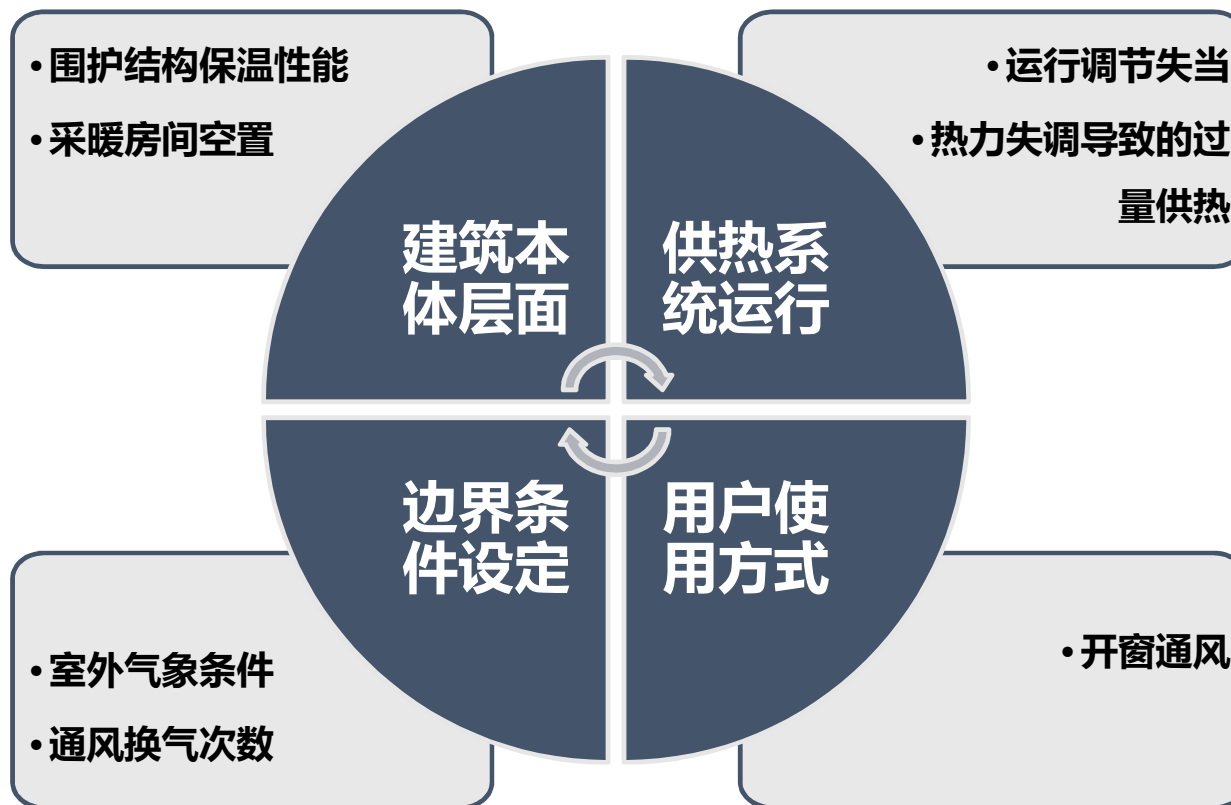 •围护结构保温性能
•采暖房间空置
•运行调节失当
•热力失调导致的过
量供热
建筑本
体层面
供热系
统运行
边界条
件设定
用户使
用方式
•室外气象条件
•通风换气次数
•开窗通风